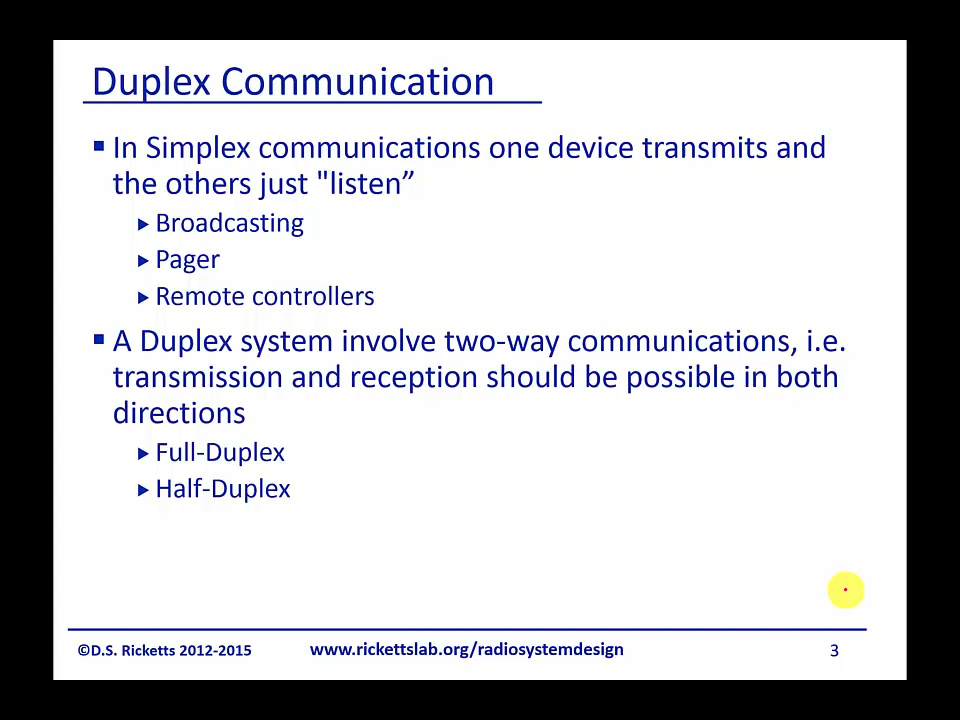 Duplex Communication
In Simplex communications one device transmits and
the others just "listen”
Broadcasting
Pager
Remote controllers
A Duplex system involve two-way communications, i.e.
transmission and reception should be possible in both
directions
Full-Duplex
Half-Duplex
©D.S. Ricketts 2012-2015 www.rickettslab.org/radiosystemdesign 3